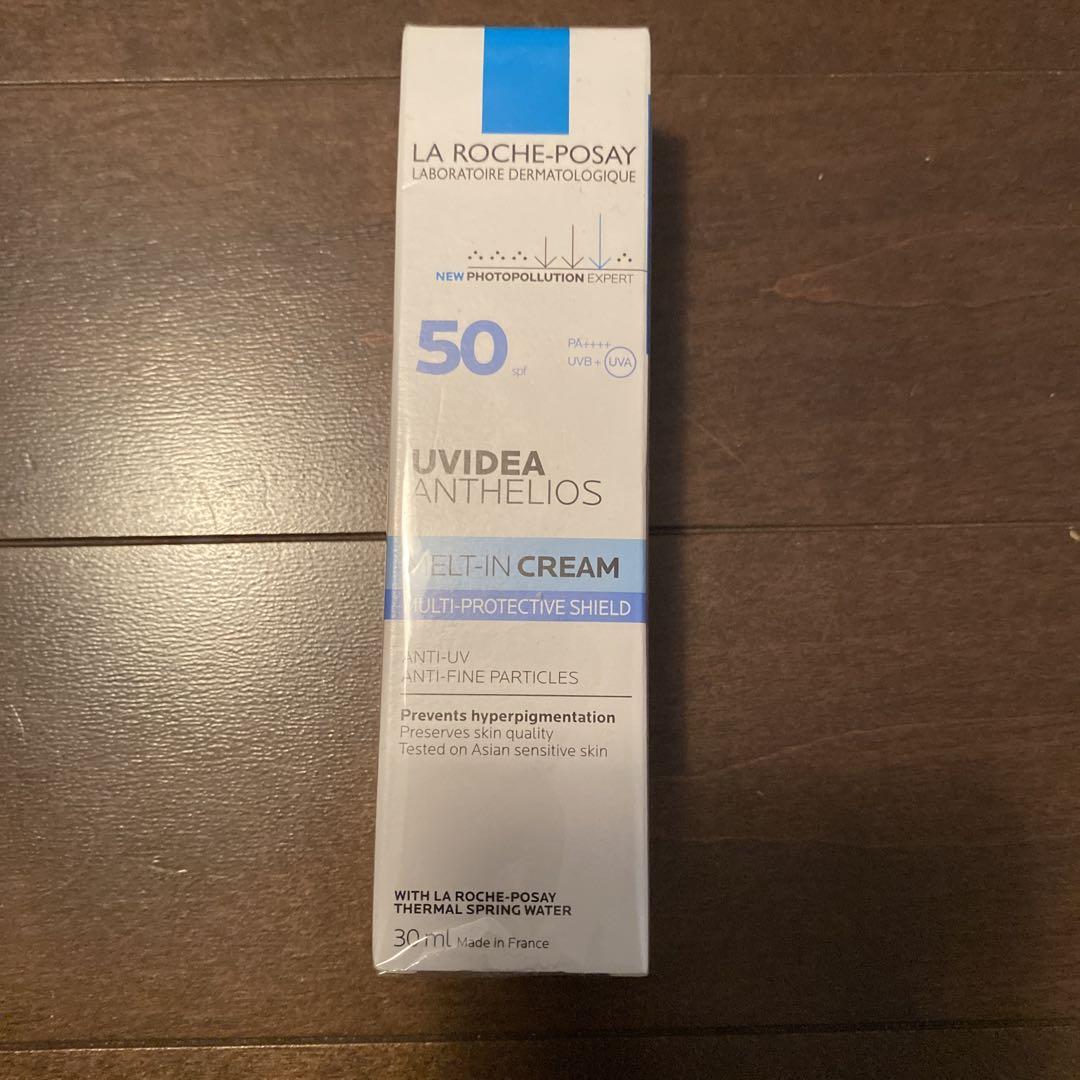 LA ROCHE-POSAY
LABORATOIRE DERMATOLOGIQUE
NEW PHOTOPOLLUTION EXPERT
50 spf
PA++++
UVB + UVA
UVIDEA
ANTHELIOS
MELT-IN CREAM
MULTI-PROTECTIVE SHIELD
ANTI-UV
ANTI-FINE PARTICLES
Prevents hyperpigmentation
Preserves skin quality
Tested on Asian sensitive skin
WITH LA ROCHE-POSAY
THERMAL SPRING WATER
30 ml Made in France